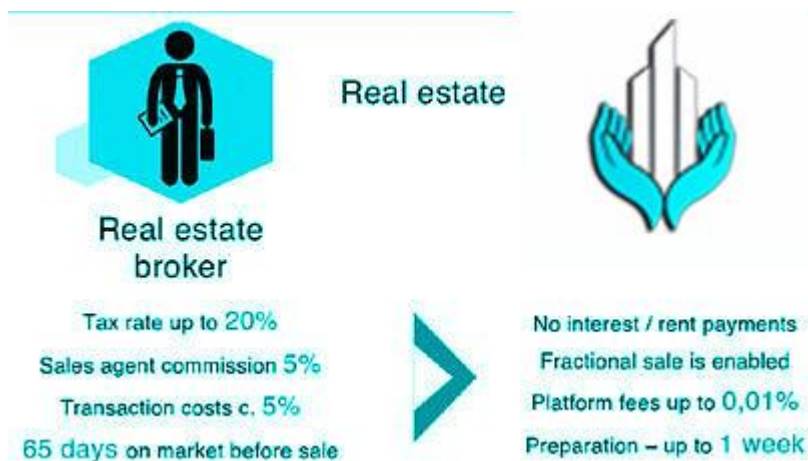 Real estate
Real estate
broker
Tax rate up to 20%
Sales agent commission 5%
Transaction costs c. 5%
65 days on market before sale
No interest / rent payments
Fractional sale is enabled
Platform fees up to 0,01%
Preparation – up to 1 week